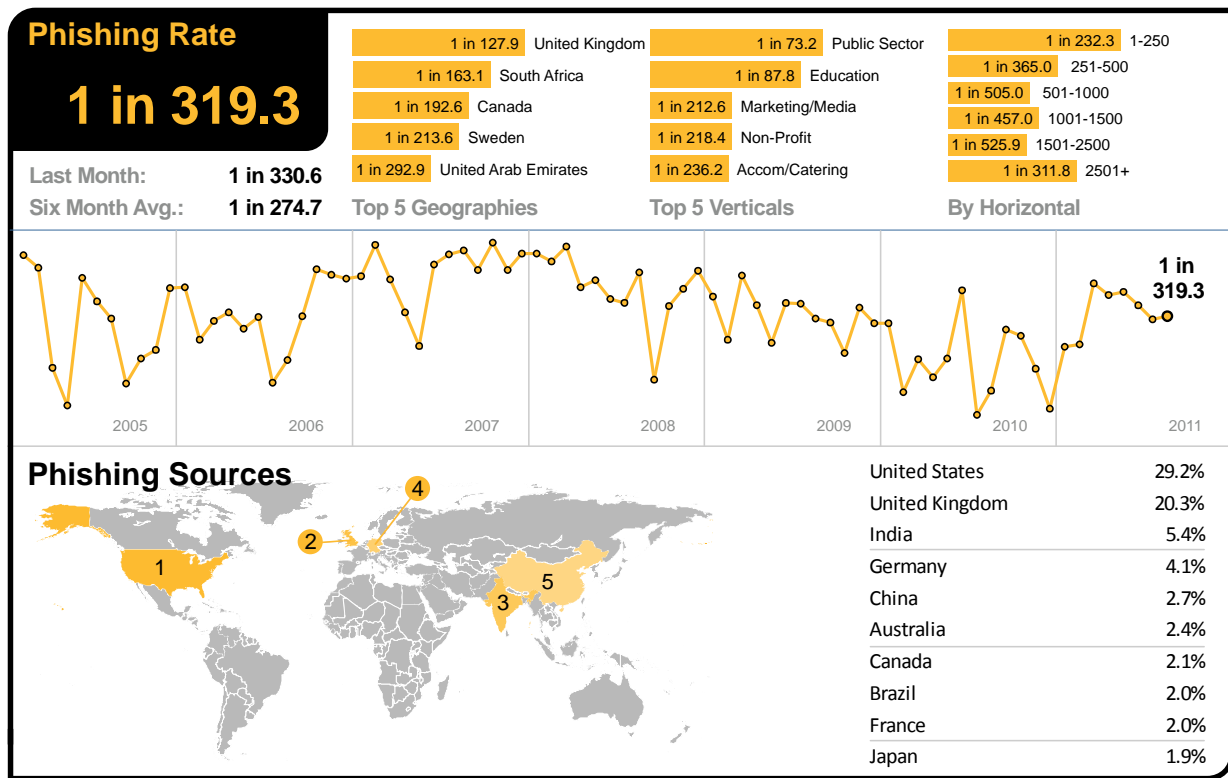 Phishing Rate
1 in 319.3
Last Month: 1 in 330.6
Six Month Avg.: 1 in 274.7
1 in 127.9 United Kingdom
1 in 163.1 South Africa
1 in 192.6 Canada
1 in 213.6 Sweden
1 in 292.9 United Arab Emirates
Top 5 Geographies
1 in 73.2 Public Sector
1 in 87.8 Education
1 in 212.6 Marketing/Media
1 in 218.4 Non-Profit
1 in 236.2 Accom/Catering
Top 5 Verticals
1 in 232.3 1-250
1 in 365.0 251-500
1 in 505.0 501-1000
1 in 457.0 1001-1500
1 in 525.9 1501-2500
1 in 311.8 2501+
By Horizontal
1 in
319.3
2005 2006 2007 2008 2009 2010 2011
Phishing Sources
4
2
1
5
3
United States 29.2%
United Kingdom 20.3%
India 5.4%
Germany 4.1%
China 2.7%
Australia 2.4%
Canada 2.1%
Brazil 2.0%
France 2.0%
Japan 1.9%